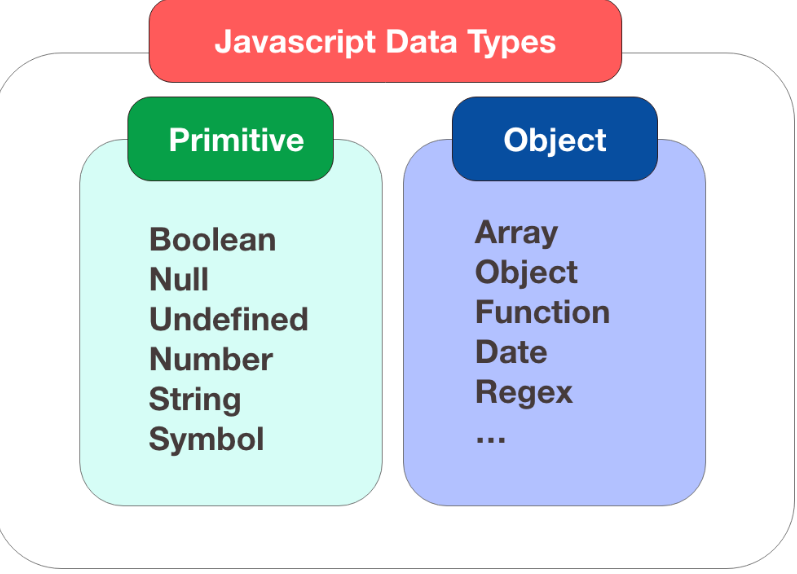 Javascript Data Types
Primitive
Boolean
Null
Undefined
Number
String
Symbol
Object
Array
Object
Function
Date
Regex
...